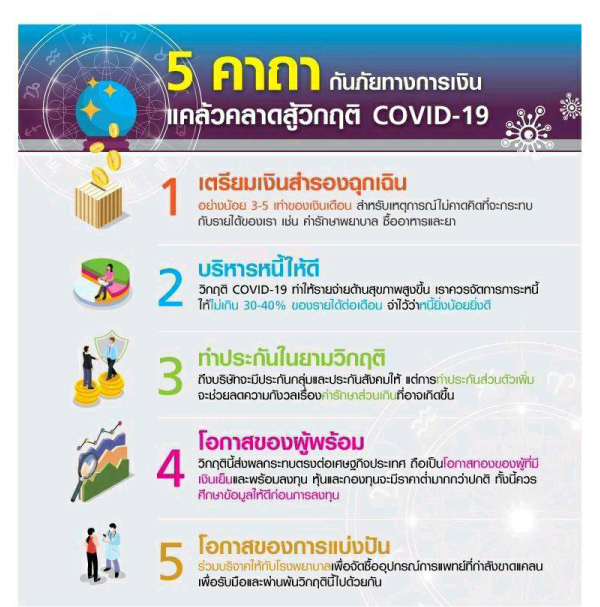 5 คาถา กันภัยทางการเงิน
แคล้วคลาดสู้วิกฤติ COVID-19
1 เตรียมเงินสำรองฉุกเฉิน
อย่างน้อย 3-5 เท่าของเงินเดือน สำหรับเหตุการณ์ไม่คาดคิดที่จะกระทบ
กับรายได้ของเรา เช่น ค่ารักษาพยาบาล ซื้ออาหารและยา
2 บริหารหนี้ให้ดี
วิกฤติ COVID-19 ทำให้รายจ่ายด้านสุขภาพสูงขึ้น เราควรจัดการภาระหนี้
ให้ไม่เกิน 30-40% ของรายได้ต่อเดือน จำไว้ว่าหนี้ยิ่งน้อยยิ่งดี
3 ทำประกันในยามวิกฤติ
ถึงบริษัทจะมีประกันกลุ่มและประกันสังคมให้ แต่การทำประกันส่วนตัวเพิ่ม
จะช่วยลดความกังวลเรื่องค่ารักษาส่วนเกินที่อาจเกิดขึ้น
4 โอกาสของผู้พร้อม
วิกฤตินี้ส่งผลกระทบตรงต่อเศรษฐกิจประเทศ ถือเป็นโอกาสทองของผู้ที่มี
เงินเย็นและพร้อมลงทุน หุ้นและกองทุนจะมีราคาต่ำมากกว่าปกติ ทั้งนี้ควร
ศึกษาข้อมูลให้ดีก่อนการลงทุน
5 โอกาสของการแบ่งปัน
ร่วมบริจาคให้กับโรงพยาบาลเพื่อจัดซื้ออุปกรณ์การแพทย์ที่กำลังขาดแคลน
เพื่อรับมือและผ่านพ้นวิกฤตินี้ไปด้วยกัน